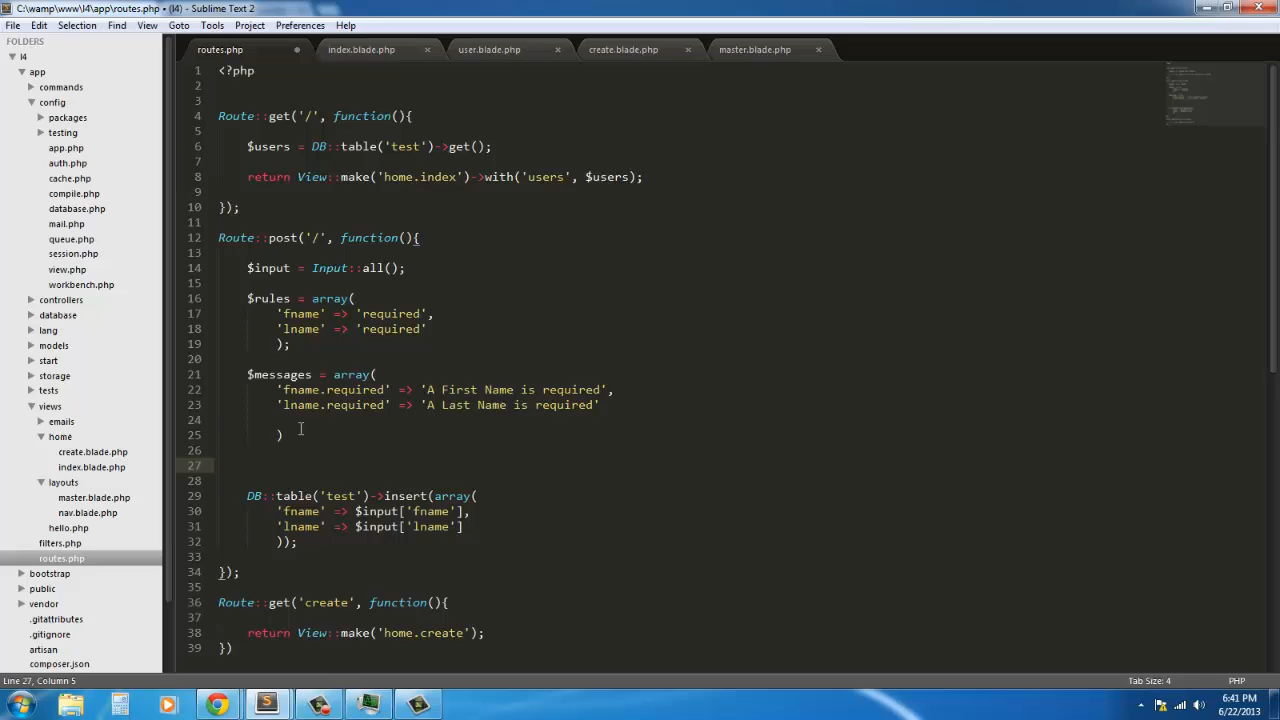 C:\wamp\www\l4\app\routes.php • (l4) - Sublime Text 2
File Edit Selection Find View Goto Tools Project Preferences Help
FOLDERS
l4
app
commands
config
packages
testing
app.php
auth.php
cache.php
compile.php
database.php
mail.php
queue.php
session.php
view.php
workbench.php
controllers
database
lang
models
start
storage
tests
views
emails
home
create.blade.php
index.blade.php
layouts
master.blade.php
nav.blade.php
hello.php
filters.php
routes.php
bootstrap
public
vendor
.gitattributes
.gitignore
artisan
composer.json
routes.php index.blade.php user.blade.php create.blade.php master.blade.php
1 <?php
2
3
4 Route::get('/', function(){
5
6 $users = DB::table('test')->get();
7
8 return View::make('home.index')->with('users', $users);
9
10 });
11
12 Route::post('/', function(){
13
14 $input = Input::all();
15
16 $rules = array(
17 'fname' => 'required',
18 'lname' => 'required'
19 );
20
21 $messages = array(
22 'fname.required' => 'A First Name is required',
23 'lname.required' => 'A Last Name is required'
24
25 )
26
27
28
29 DB::table('test')->insert(array(
30 'fname' => $input['fname'],
31 'lname' => $input['lname']
32 ));
33
34 });
35
36 Route::get('create', function(){
37
38 return View::make('home.create');
39 })
Line 27, Column 5 Tab Size: 4 PHP
6:41 PM
6/22/2013